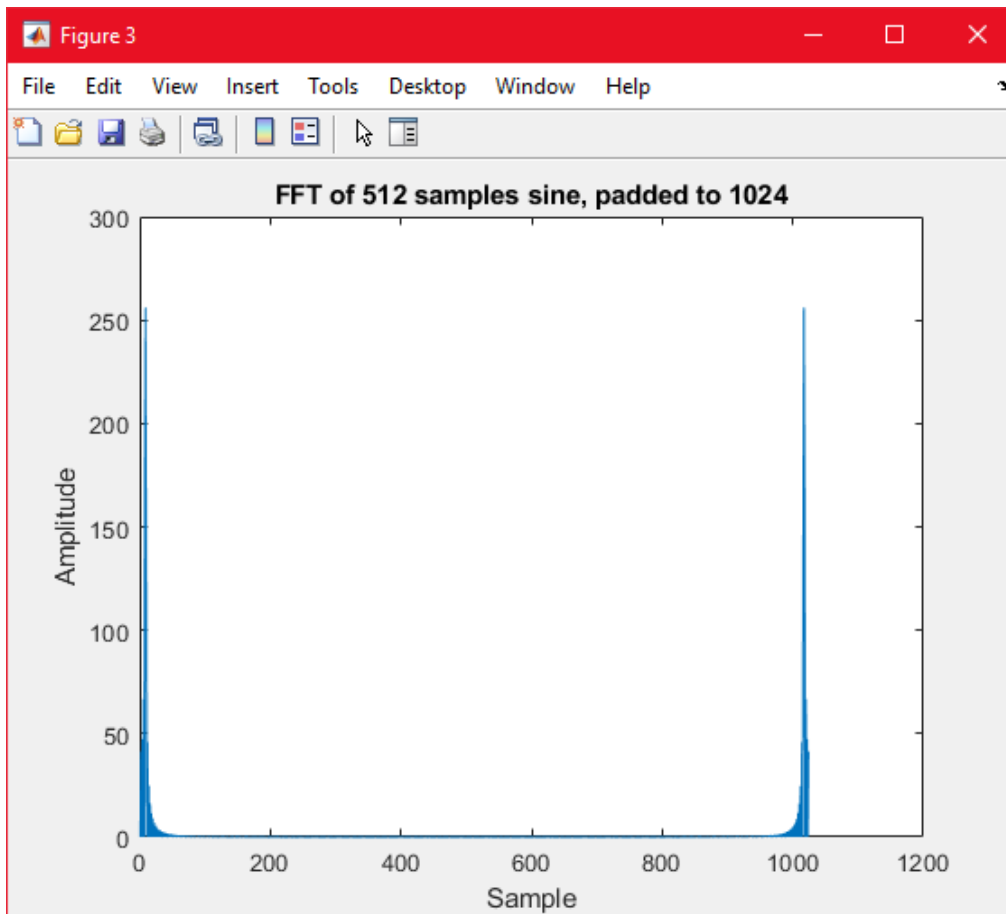 Figure 3
File Edit View Insert Tools Desktop Window Help
FFT of 512 samples sine, padded to 1024
300
250
200
150
100
50
0
Amplitude
0 200 400 600 800 1000 1200
Sample